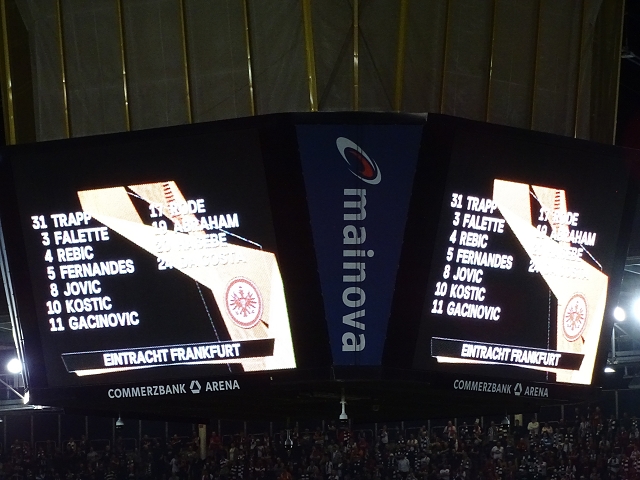 31 TRAPP
3 FALETTE
4 REBIC
5 FERNANDES
8 JOVIC
10 KOSTIC
11 GACINOVIC
17 RODE
19 ABRAHAM
EINTRACHT FRANKFURT
COMMERZBANK ARENA
mainova
31 TRAPP
3 FALETTE
4 REBIC
5 FERNANDES
8 JOVIC
10 KOSTIC
11 GACINOVIC
EINTRACHT FRANKFURT
COMMERZBANK ARENA